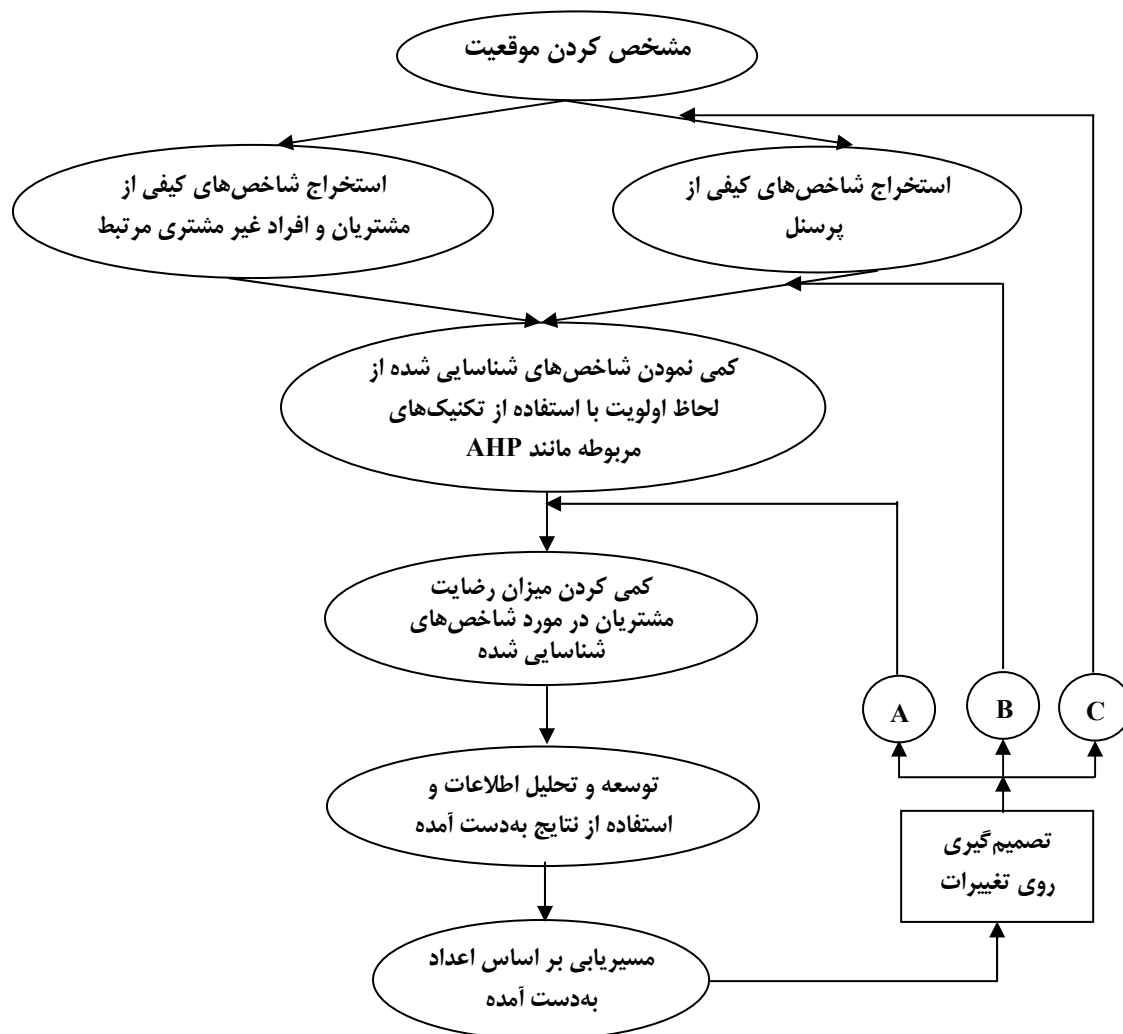 مشخص کردن موقعیت
استخراج شاخص‌های کیفی از
پرسنل
استخراج شاخص‌های کیفی از
مشتریان و افراد غیر مشتری مرتبط
کمی نمودن شاخص‌های شناسایی شده از
لحاظ اولویت با استفاده از تکنیک‌های
مربوطه مانند AHP
کمی کردن میزان رضایت
مشتریان در مورد شاخص‌های
شناسایی شده
A
B
C
توسعه و تحلیل اطلاعات و
استفاده از نتایج به‌دست آمده
تصمیم‌گیری
روی تغییرات
مسیریابی بر اساس اعداد
به‌دست آمده